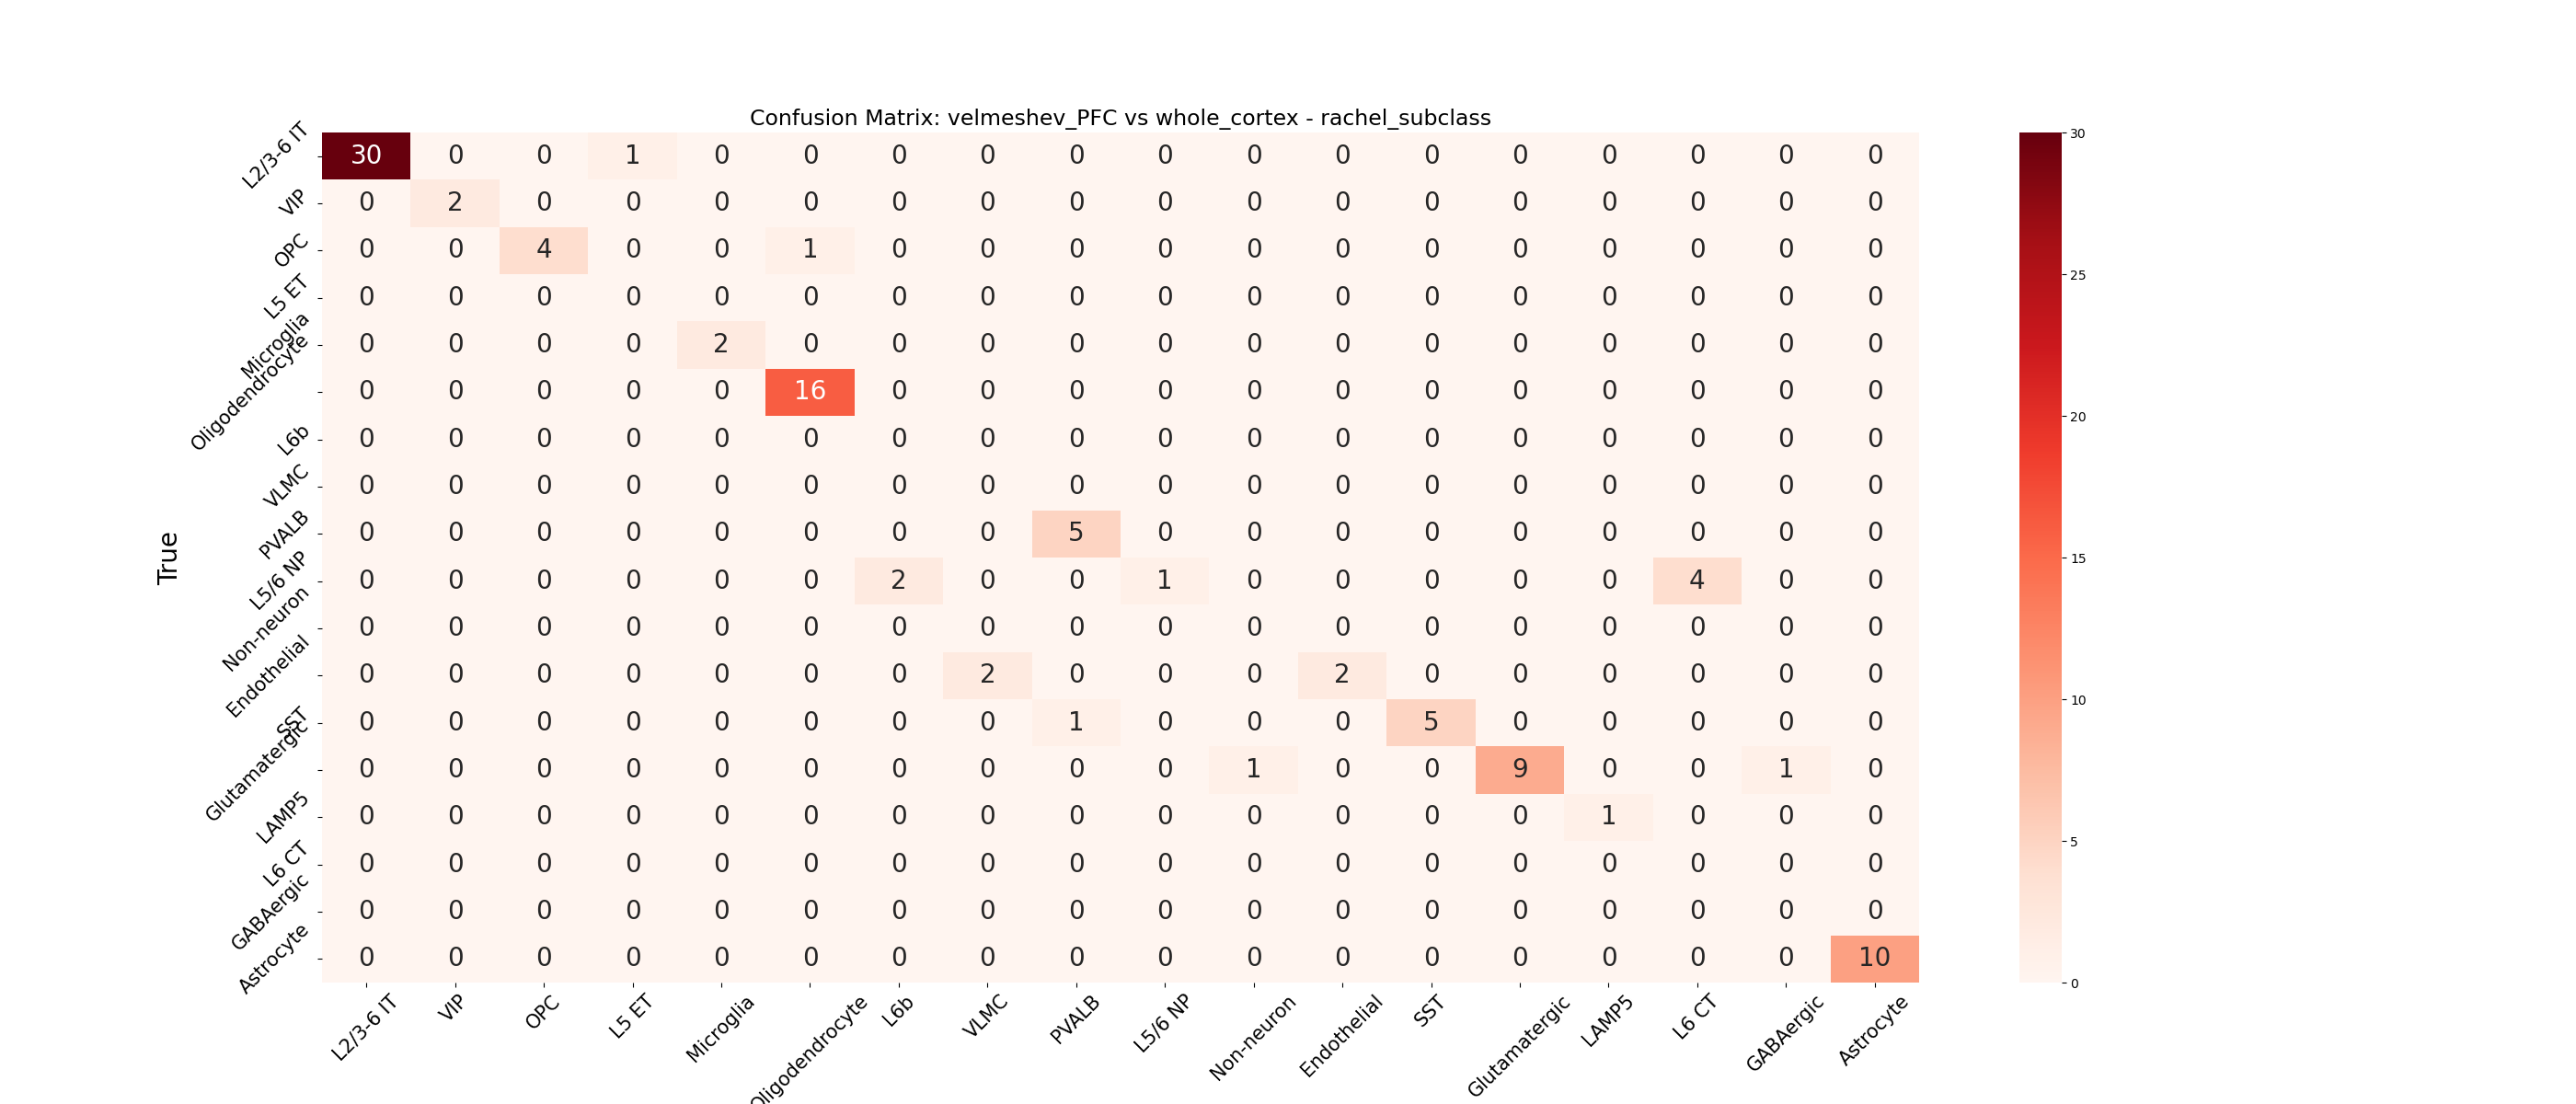 Confusion Matrix: velmeshev_PFC vs whole_cortex - rachel_subclass
True
L2/3-6 IT 30 0 0 1 0 0 0 0 0 0 0 0 0 0 0 0 0 0
VIP 0 2 0 0 0 0 0 0 0 0 0 0 0 0 0 0 0 0
OPC 0 0 4 0 0 1 0 0 0 0 0 0 0 0 0 0 0 0
L5 ET 0 0 0 0 0 0 0 0 0 0 0 0 0 0 0 0 0 0
Microglia 0 0 0 0 2 0 0 0 0 0 0 0 0 0 0 0 0 0
Oligodendrocyte 0 0 0 0 0 16 0 0 0 0 0 0 0 0 0 0 0 0
L6b 0 0 0 0 0 0 0 0 0 0 0 0 0 0 0 0 0 0
VLMC 0 0 0 0 0 0 0 0 0 0 0 0 0 0 0 0 0 0
PVALB 0 0 0 0 0 0 0 0 5 0 0 0 0 0 0 0 0 0
L5/6 NP 0 0 0 0 0 0 2 0 0 1 0 0 0 0 0 4 0 0
Non-neuron 0 0 0 0 0 0 0 0 0 0 0 0 0 0 0 0 0 0
Endothelial 0 0 0 0 0 0 0 2 0 0 0 2 0 0 0 0 0 0
SST 0 0 0 0 0 0 0 0 1 0 0 0 5 0 0 0 0 0
Glutamatergic 0 0 0 0 0 0 0 0 0 0 1 0 0 9 0 0 1 0
LAMP5 0 0 0 0 0 0 0 0 0 0 0 0 0 0 1 0 0 0
L6 CT 0 0 0 0 0 0 0 0 0 0 0 0 0 0 0 0 0 0
GABAergic 0 0 0 0 0 0 0 0 0 0 0 0 0 0 0 0 0 0
Astrocyte 0 0 0 0 0 0 0 0 0 0 0 0 0 0 0 0 0 10
L2/3-6 IT VIP OPC L5 ET Microglia Oligodendrocyte L6b VLMC PVALB L5/6 NP Non-neuron Endothelial SST Glutamatergic LAMP5 L6 CT GABAergic Astrocyte
30
25
20
15
10
5
0